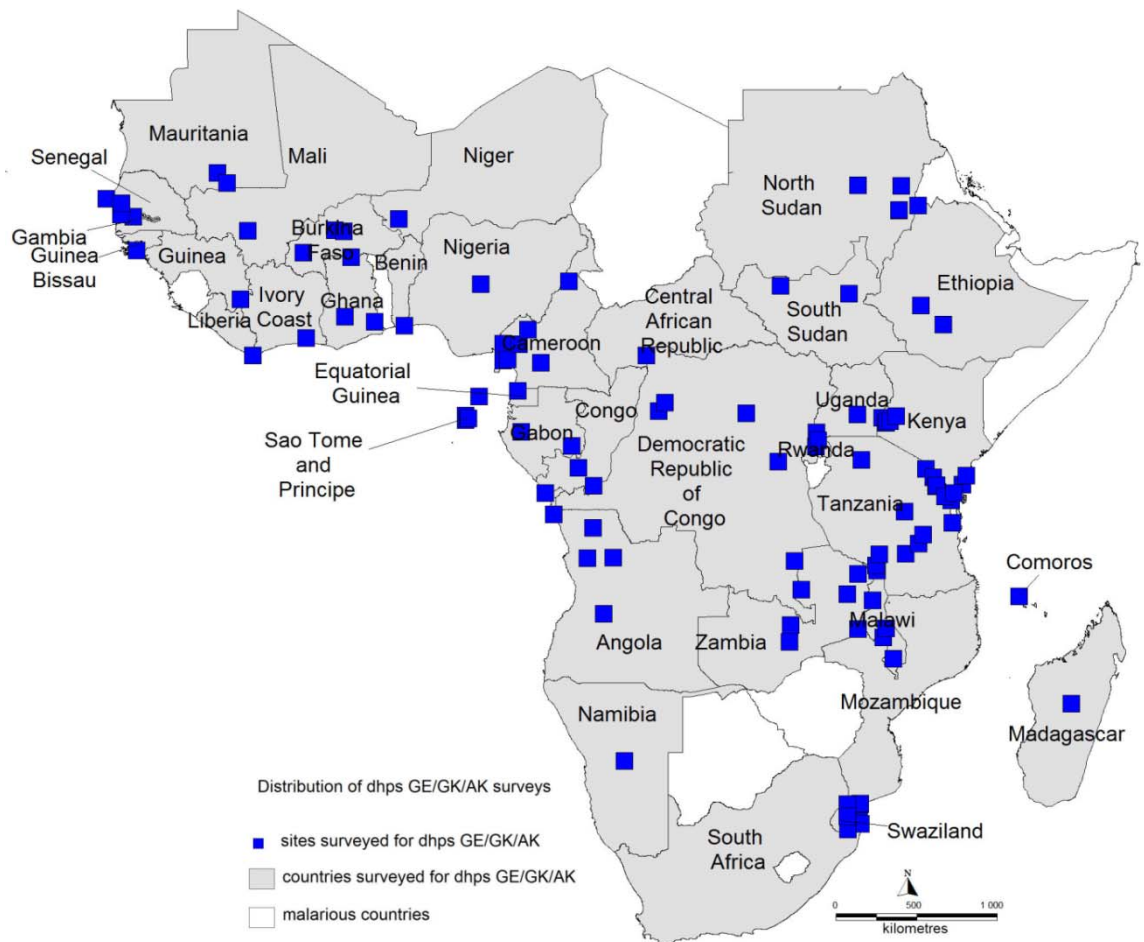 Mauritania
Senegal
Mali
Niger
North
Sudan
Gambia
Guinea
Bissau
Guinea
Burkina
Faso
Benin
Nigeria
Ethiopia
Ivory
Coast
Ghana
Liberia
Central
African
Republic
South
Sudan
Cameroon
Equatorial
Guinea
Uganda
Kenya
Congo
Gabon
Sao Tome
and
Principe
Democratic
Republic
of
Congo
Rwanda
Tanzania
Comoros
Angola
Zambia
Malawi
Mozambique
Namibia
Madagascar
Distribution of dhps GE/GK/AK surveys
sites surveyed for dhps GE/GK/AK
countries surveyed for dhps GE/GK/AK
malarious countries
South
Africa
Swaziland
N
0 500 1 000
kilometres